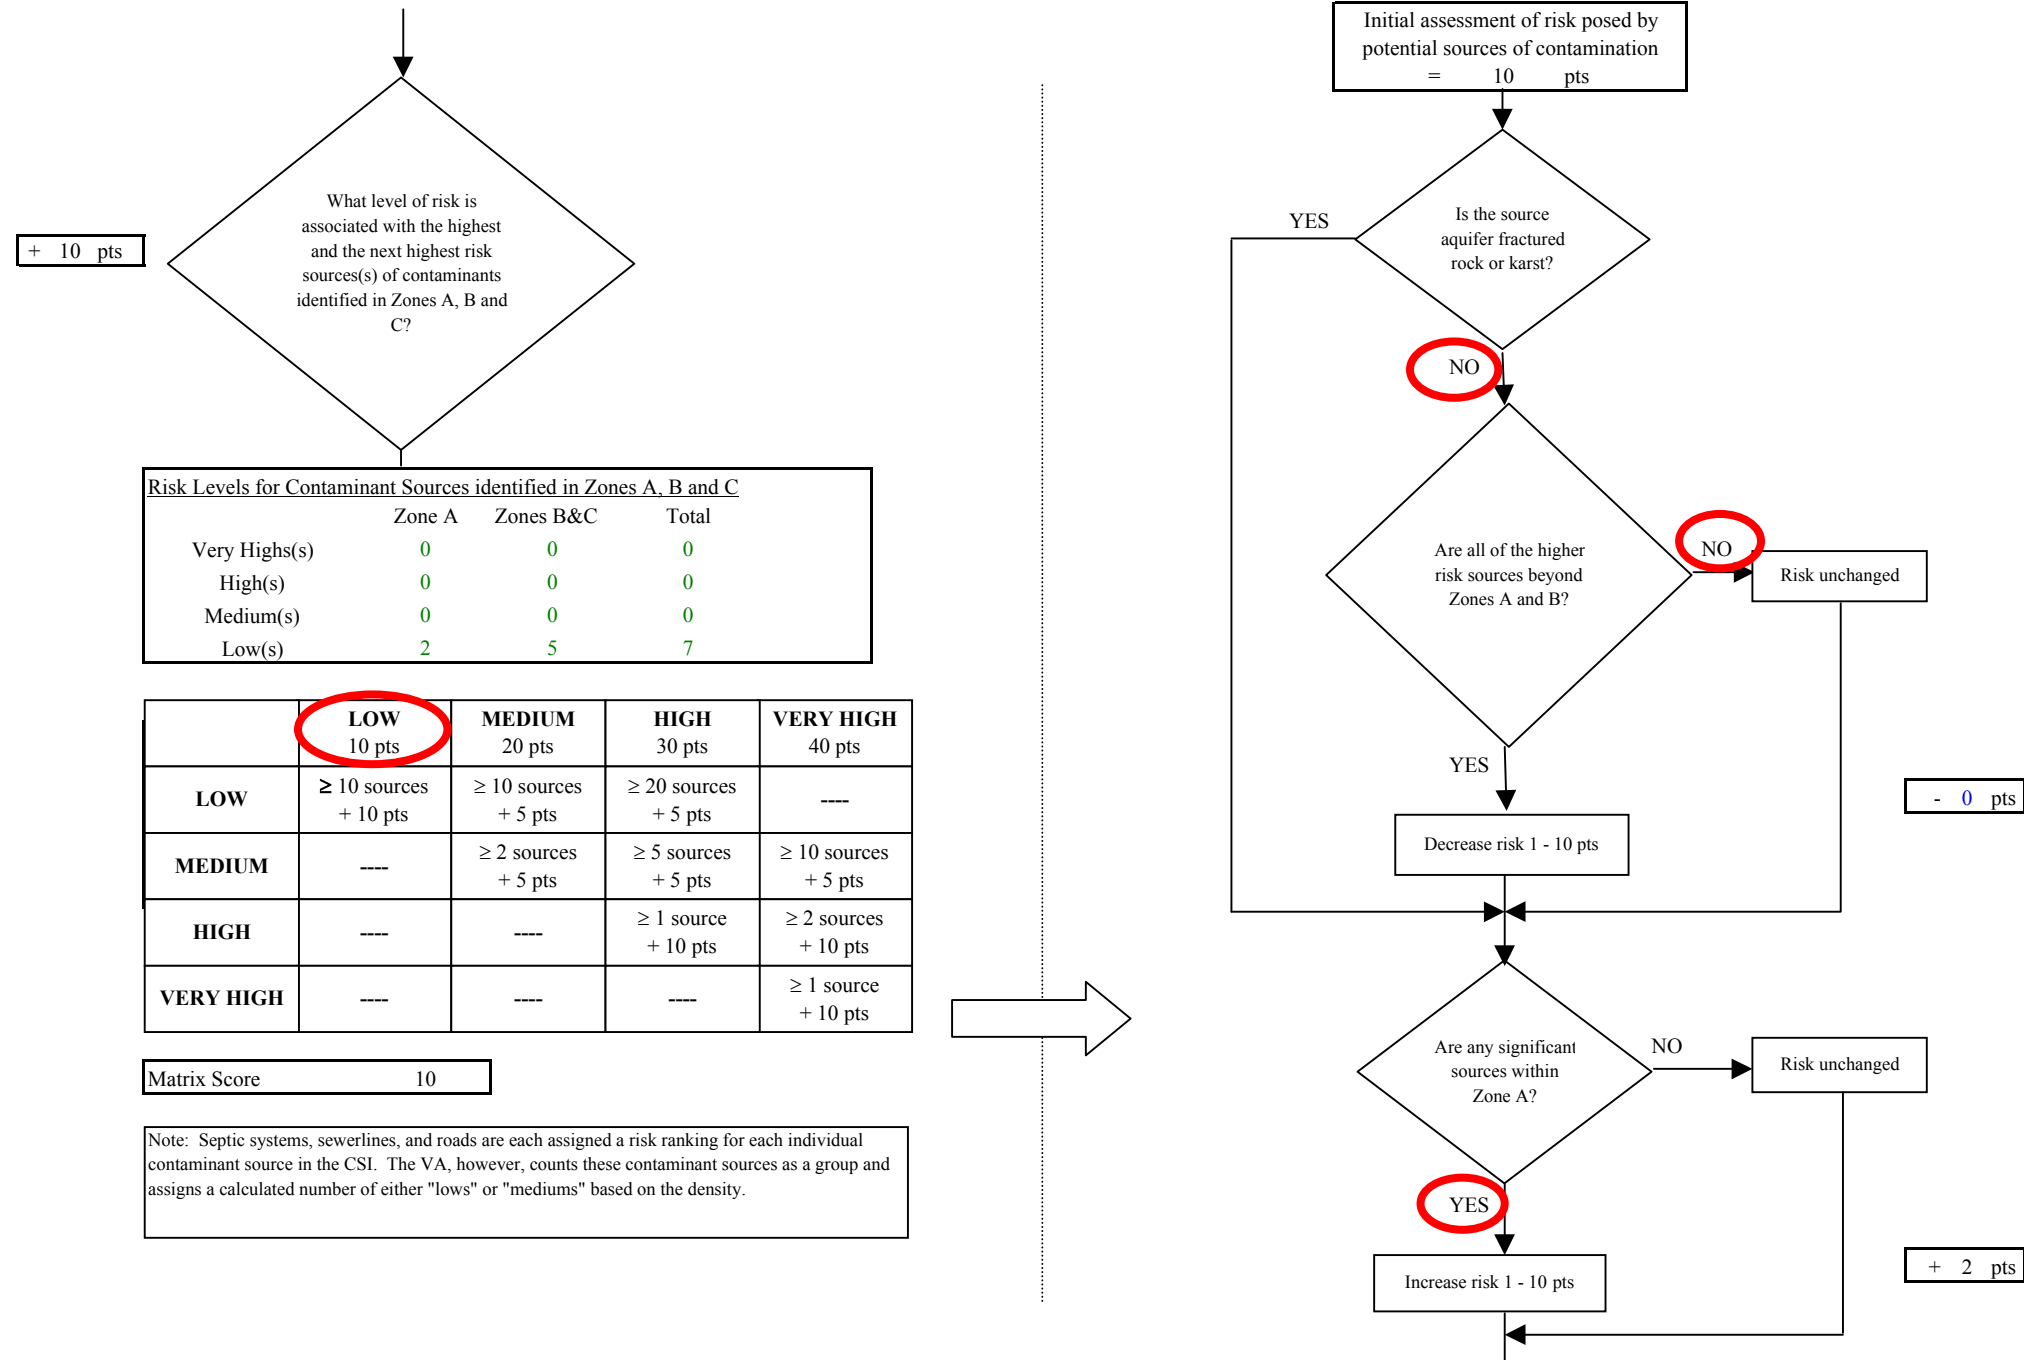 + 10 pts
What level of risk is
associated with the highest
and the next highest risk
sources(s) of contaminants
identified in Zones A, B and
C?
Risk Levels for Contaminant Sources identified in Zones A, B and C
Zone A Zones B&C Total
Very Highs(s) 0 0 0
High(s) 0 0 0
Medium(s) 0 0 0
Low(s) 2 5 7
LOW MEDIUM HIGH VERY HIGH
10 pts 20 pts 30 pts 40 pts
LOW ≥ 10 sources ≥ 10 sources ≥ 20 sources ----
+ 10 pts + 5 pts + 5 pts
MEDIUM ---- ≥ 2 sources ≥ 5 sources ≥ 10 sources
+ 5 pts + 5 pts + 5 pts
HIGH ---- ---- ≥ 1 source ≥ 2 sources
+ 10 pts + 10 pts
VERY HIGH ---- ---- ---- ≥ 1 source
+ 10 pts
Matrix Score 10
Note: Septic systems, sewerlines, and roads are each assigned a risk ranking for each individual
contaminant source in the CSI. The VA, however, counts these contaminant sources as a group and
assigns a calculated number of either "lows" or "mediums" based on the density.
Initial assessment of risk posed by
potential sources of contamination
= 10 pts
Is the source
aquifer fractured
rock or karst?
YES
NO
Are all of the higher
risk sources beyond
Zones A and B?
NO
Risk unchanged
YES
- 0 pts
Decrease risk 1 - 10 pts
Are any significant
sources within
Zone A?
NO
Risk unchanged
YES
+ 2 pts
Increase risk 1 - 10 pts